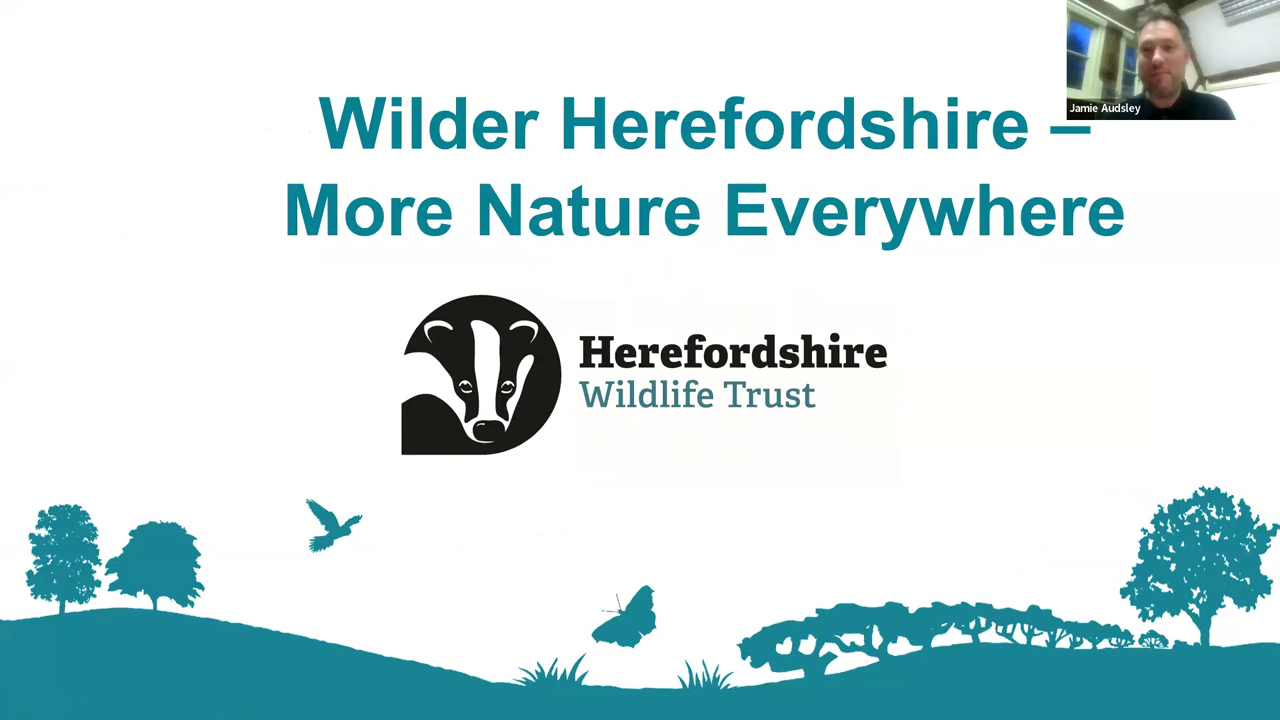 Wilder Herefordshire –
More Nature Everywhere
Jamie Audsley
Herefordshire
Wildlife Trust